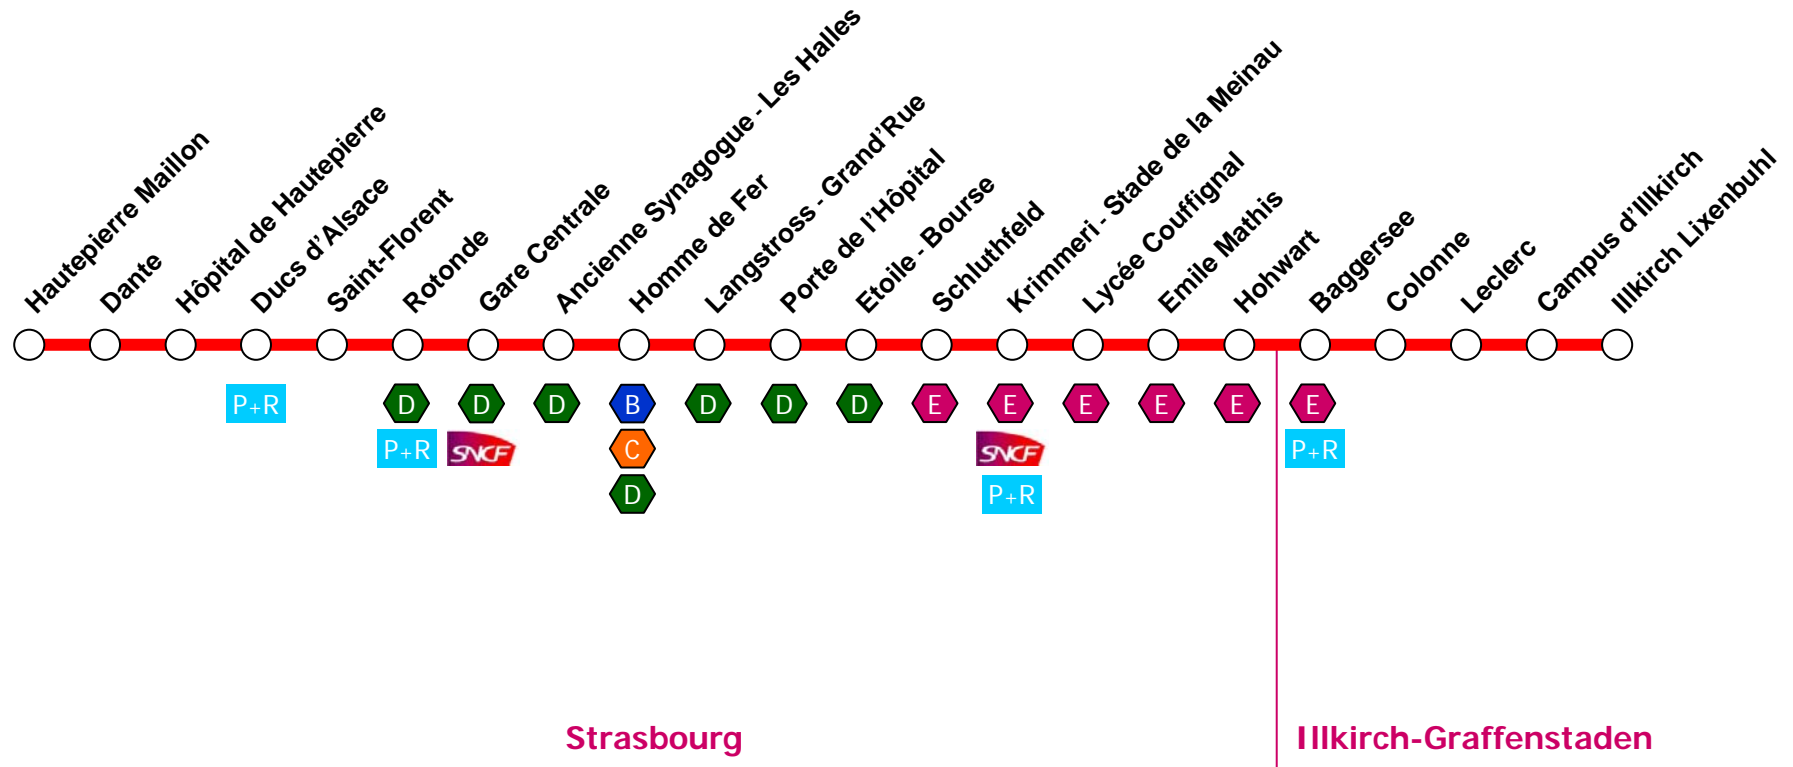 Hautepierre Maillon
Dante
Hôpital de Hautepierre
Ducs d'Alsace
Saint-Florent
Rotonde
Gare Centrale
Ancienne Synagogue - Les Halles
Homme de Fer
Langstross - Grand'Rue
Porte de l'Hôpital
Etoile - Bourse
Schluthfeld
Krimmeri - Stade de la Meinau
Lycée Couffignal
Emile Mathis
Hohwart
Baggersee
Colonne
Leclerc
Campus d'Illkirch
Illkirch Lixenbuhl
P+R D D D B D D D E E E E E E
P+R SNCF C SNCF P+R
D P+R
Strasbourg Illkirch-Graffenstaden